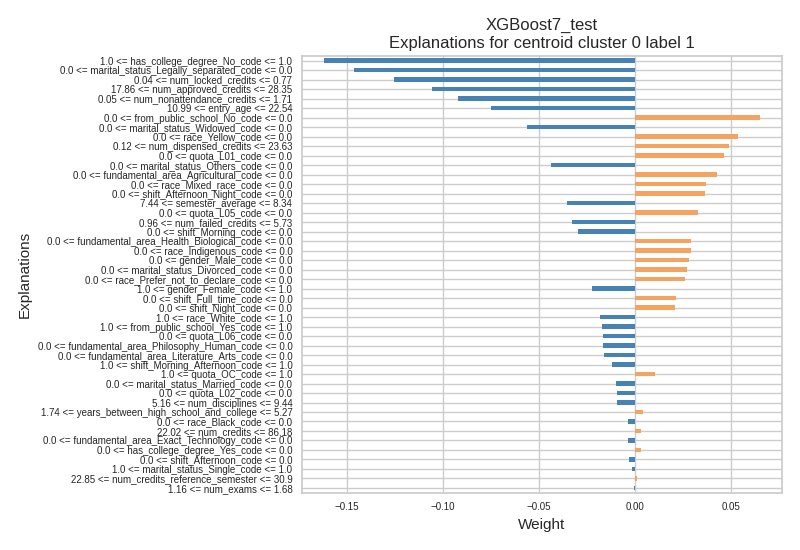 XGBoost7_test
Explanations for centroid cluster 0 label 1
1.0 <= has_college_degree_No_code <= 1.0
0.0 <= marital_status_Legally_separated_code <= 0.0
0.04 <= num_locked_credits <= 0.77
17.86 <= num_approved_credits <= 28.35
0.05 <= num_nonattendance_credits <= 1.71
10.99 <= entry_age <= 22.54
0.0 <= from_public_school_No_code <= 0.0
0.0 <= marital_status_Widowed_code <= 0.0
0.0 <= race_Yellow_code <= 0.0
0.12 <= num_dispensed_credits <= 23.63
0.0 <= quota_L01_code <= 0.0
0.0 <= marital_status_Others_code <= 0.0
0.0 <= fundamental_area_Agricultural_code <= 0.0
0.0 <= race_Mixed_race_code <= 0.0
0.0 <= shift_Afternoon_Night_code <= 0.0
7.44 <= semester_average <= 8.34
0.0 <= quota_L05_code <= 0.0
0.96 <= num_failed_credits <= 5.73
0.0 <= shift_Morning_code <= 0.0
0.0 <= fundamental_area_Health_Biological_code <= 0.0
0.0 <= race_Indigenous_code <= 0.0
0.0 <= gender_Male_code <= 0.0
0.0 <= marital_status_Divorced_code <= 0.0
0.0 <= race_Prefer_not_to_declare_code <= 0.0
1.0 <= gender_Female_code <= 1.0
0.0 <= shift_Full_time_code <= 0.0
0.0 <= shift_Night_code <= 0.0
1.0 <= race_White_code <= 1.0
1.0 <= from_public_school_Yes_code <= 1.0
0.0 <= quota_L06_code <= 0.0
0.0 <= fundamental_area_Philosophy_Human_code <= 0.0
0.0 <= fundamental_area_Literature_Arts_code <= 0.0
1.0 <= shift_Morning_Afternoon_code <= 1.0
1.0 <= quota_OC_code <= 1.0
0.0 <= marital_status_Married_code <= 0.0
0.0 <= quota_L02_code <= 0.0
5.16 <= num_disciplines <= 9.44
1.74 <= years_between_high_school_and_college <= 5.27
0.0 <= race_Black_code <= 0.0
22.02 <= num_credits <= 86.18
0.0 <= fundamental_area_Exact_Technology_code <= 0.0
0.0 <= has_college_degree_Yes_code <= 0.0
0.0 <= shift_Afternoon_code <= 0.0
1.0 <= marital_status_Single_code <= 1.0
22.85 <= num_credits_reference_semester <= 30.9
1.16 <= num_exams <= 1.68
Explanations
−0.15 −0.10 −0.05 0.00 0.05
Weight